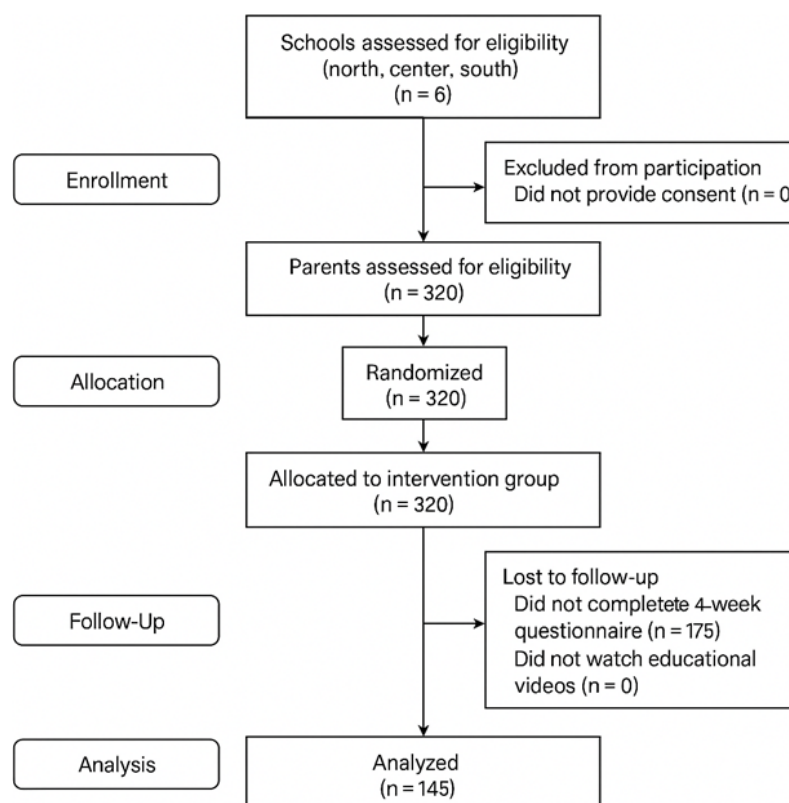 Schools assessed for eligibility
(north, center, south)
(n = 6)
Enrollment
Excluded from participation
Did not provide consent (n = 0
Parents assessed for eligibility
(n = 320)
Allocation
Randomized
(n = 320)
Allocated to intervention group
(n = 320)
Follow-Up
Lost to follow-up
Did not completete 4-week
questionnaire (n = 175)
Did not watch educational
videos (n = 0)
Analysis
Analyzed
(n = 145)